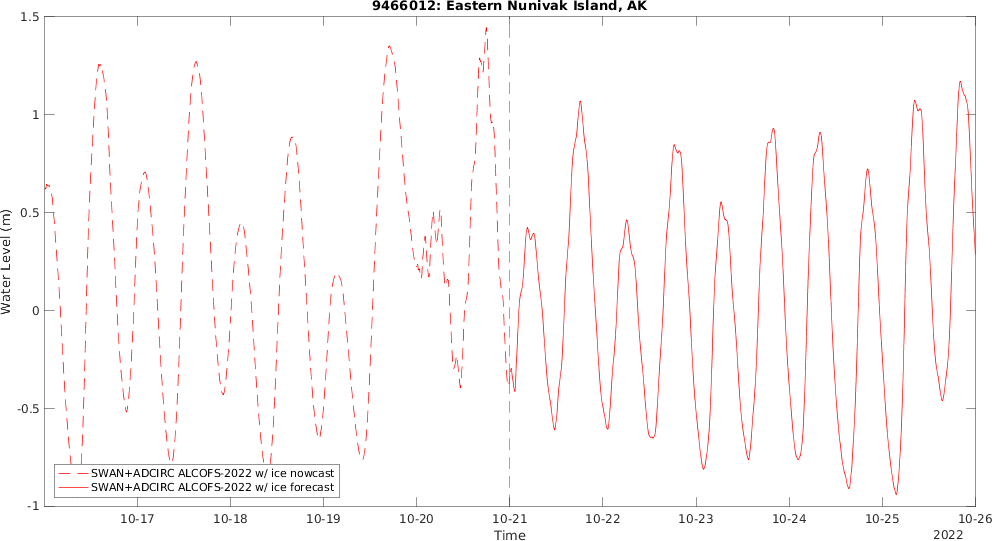 9466012: Eastern Nunivak Island, AK
1.5
1
0.5
0
-0.5
-1
Water Level (m)
SWAN+ADCIRC ALCOFS-2022 w/ ice nowcast
SWAN+ADCIRC ALCOFS-2022 w/ ice forecast
10-17 10-18 10-19 10-20 10-21 10-22 10-23 10-24 10-25 10-26
Time
2022